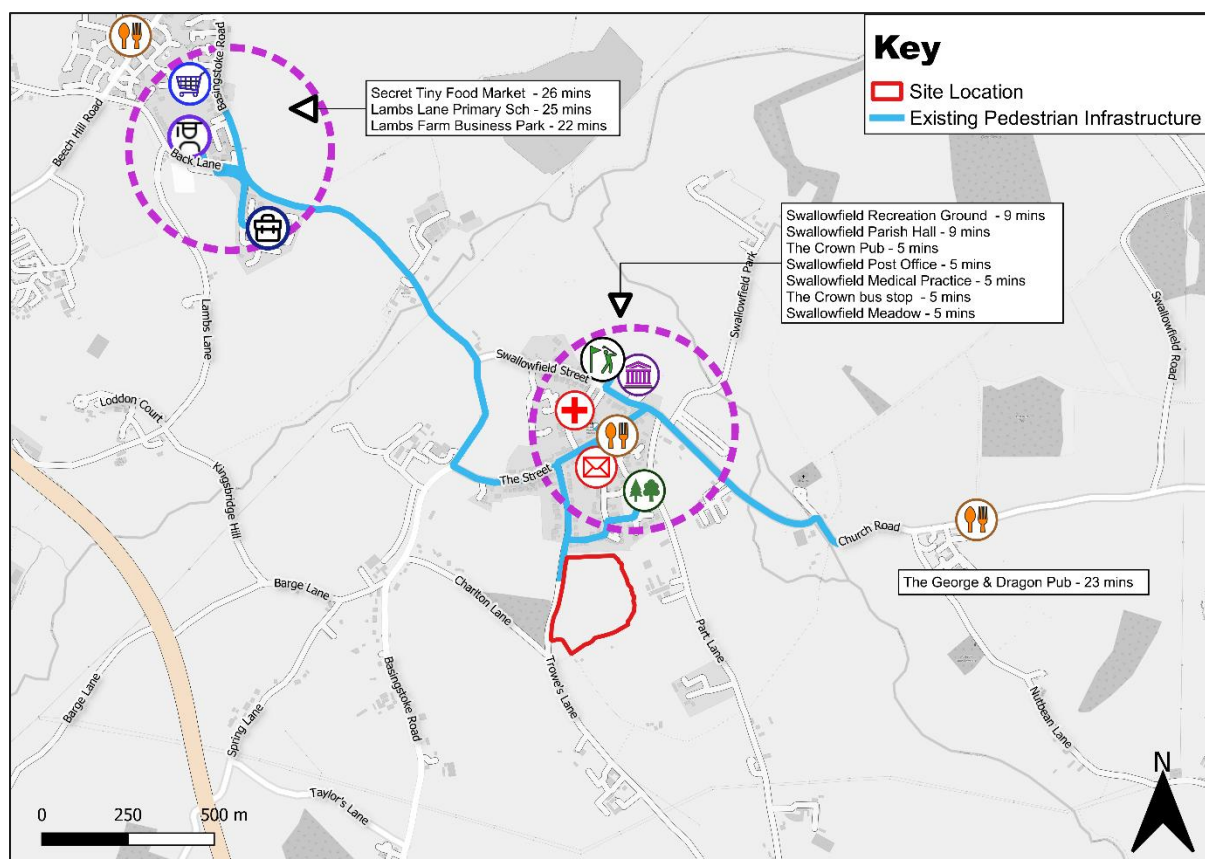 Key
Site Location
Existing Pedestrian Infrastructure
Basingstoke Road
Beech Hill Road
Back Lane
Secret Tiny Food Market - 26 mins
Lambs Lane Primary Sch - 25 mins
Lambs Farm Business Park - 22 mins
Swallowfield Recreation Ground - 9 mins
Swallowfield Parish Hall - 9 mins
The Crown Pub - 5 mins
Swallowfield Post Office - 5 mins
Swallowfield Medical Practice - 5 mins
The Crown bus stop - 5 mins
Swallowfield Meadow - 5 mins
Swallowfield Park
Swallowfield Road
Lambs Lane
Swallowfield Street
Loddon Court
Kingsbridge Hill
The Street
Church Road
The George & Dragon Pub - 23 mins
Barge Lane
Charlton Lane
Part Lane
Barge Lane
Spring Lane
Basingstoke Road
Trowe's Lane
Nutbean Lane
Taylor's Lane
N
0 250 500 m